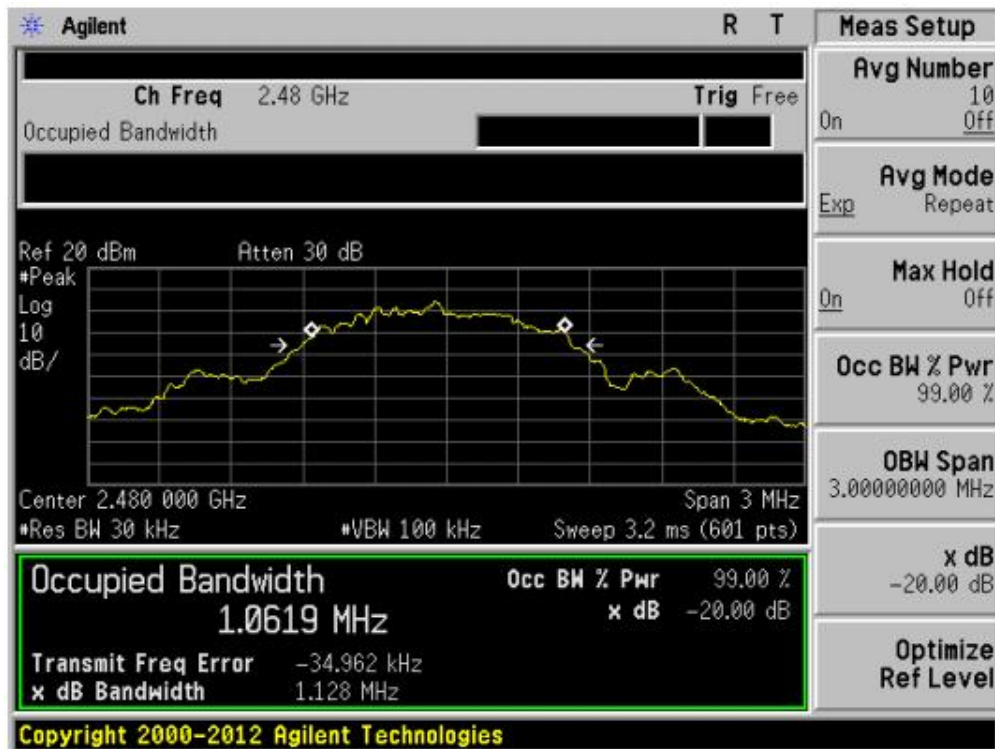 Agilent R T
Ch Freq 2.48 GHz Trig Free
Occupied Bandwidth
Ref 20 dBm Atten 30 dB
#Peak
Log
10
dB/
Center 2.480 000 GHz Span 3 MHz
#Res BW 30 kHz #VBW 100 kHz Sweep 3.2 ms (601 pts)
Occupied Bandwidth Occ BW % Pwr 99.00 %
1.0619 MHz x dB -20.00 dB
Transmit Freq Error -34.962 kHz
x dB Bandwidth 1.128 MHz
Copyright 2000-2012 Agilent Technologies
Meas Setup
Avg Number
10
On Off
Avg Mode
Exp Repeat
Max Hold
On Off
Occ BW % Pwr
99.00 %
OBW Span
3.00000000 MHz
x dB
-20.00 dB
Optimize
Ref Level